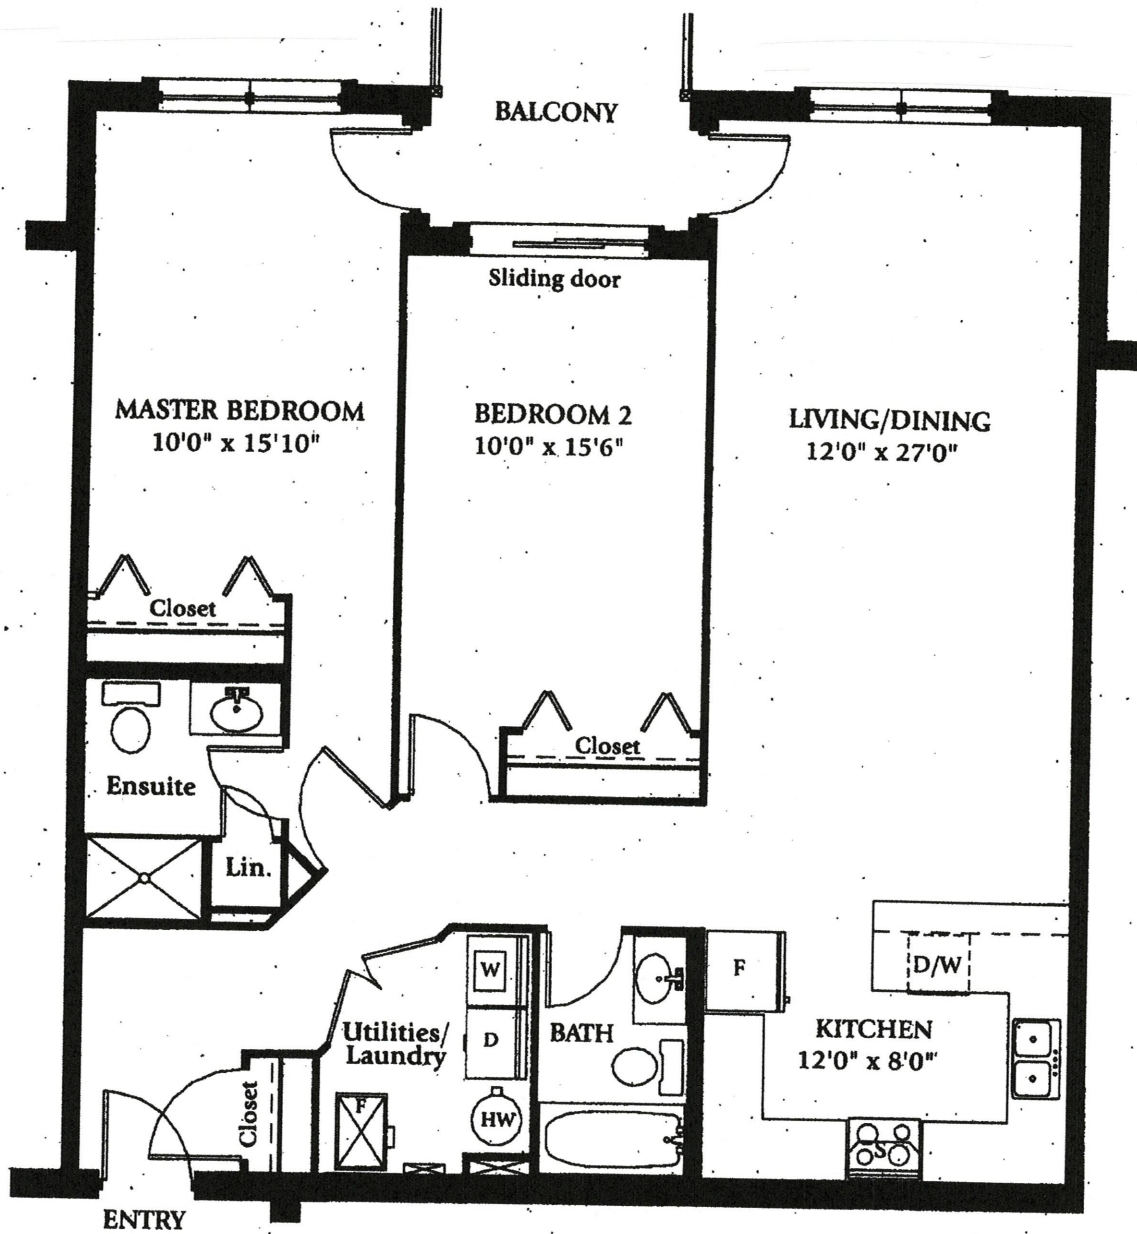 BALCONY
Sliding door
MASTER BEDROOM
10'0" x 15'10"
BEDROOM 2
10'0" x 15'6"
LIVING/DINING
12'0" x 27'0"
Closet
Closet
Ensuite
Lin.
W
D
Utilities/
Laundry
F
HW
BATH
F
D/W
KITCHEN
12'0" x 8'0"
S
Closet
ENTRY